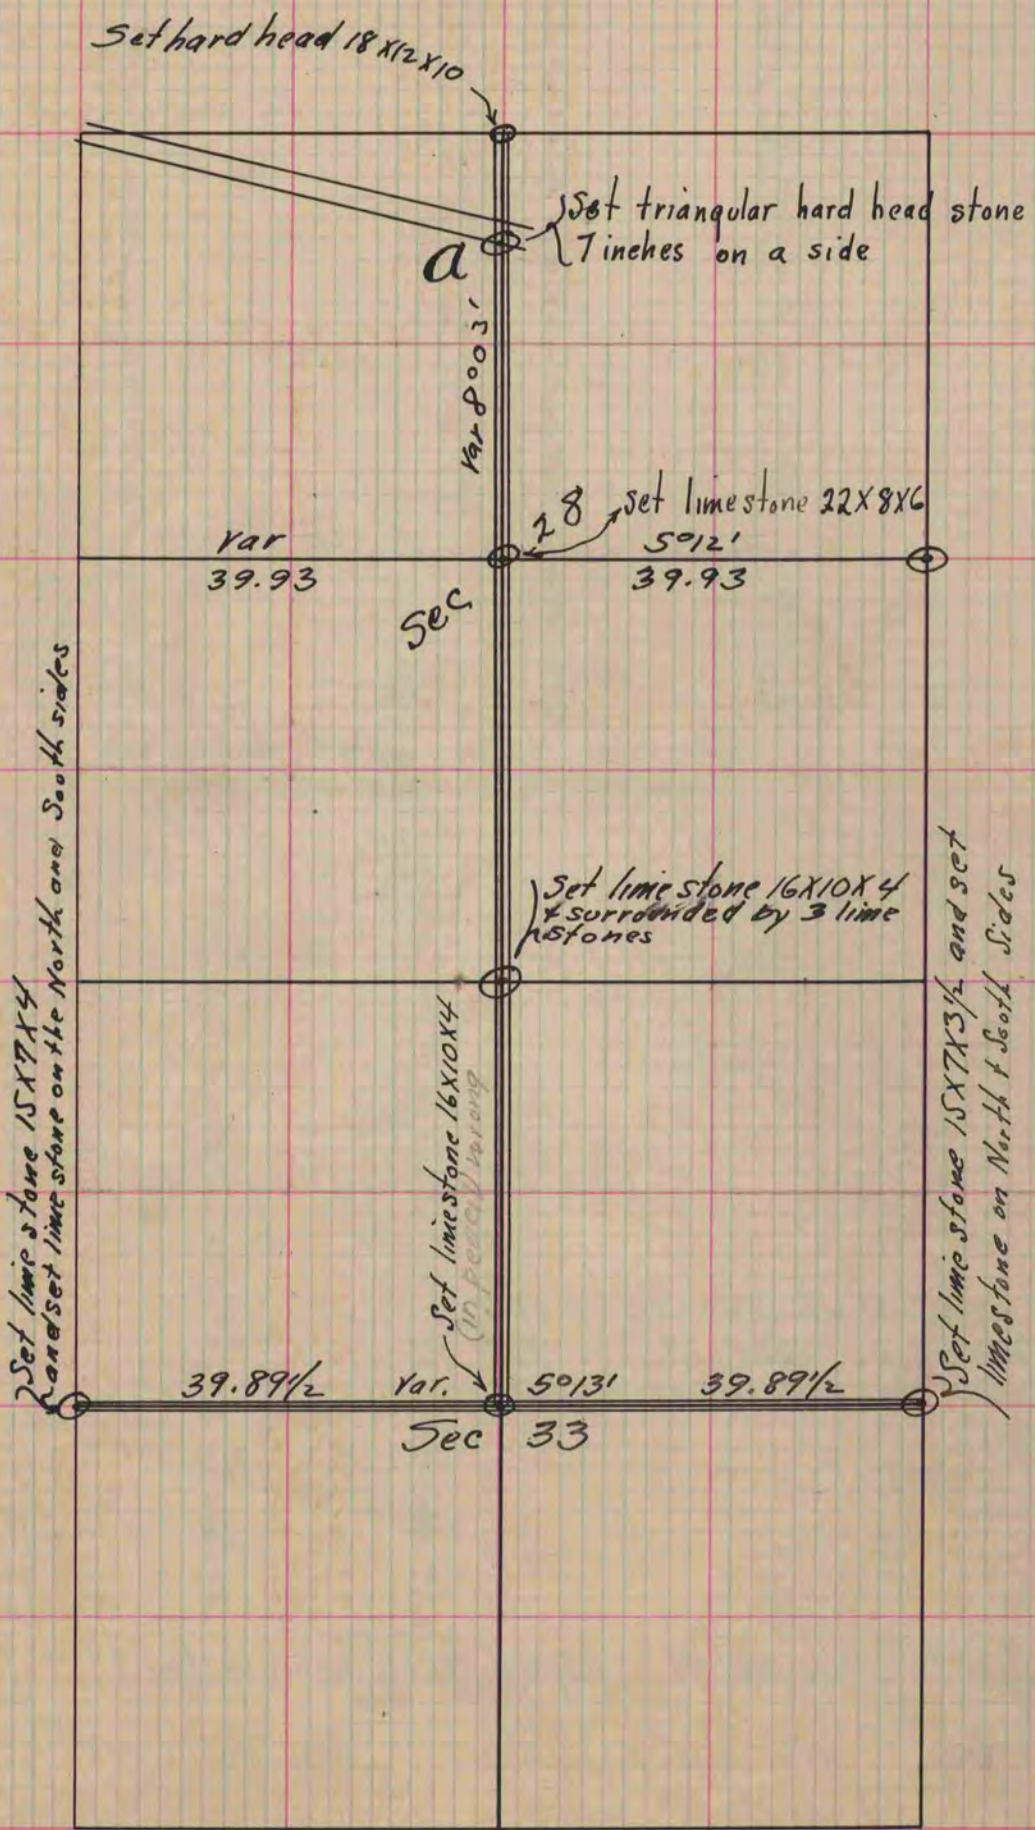 Set hard head 18x12x10
Set triangular hard head stone
7 inches on a side
a
Var 8°03'
28
set limestone 22x8x6
Var
5°12'
39.93
39.93
Sec
Set lime stone 16x10x4
& surrounded by 3 lime
stones
Set lime stone 15x7x4
and set lime stone on the North and South sides
Set limestone 16x10x4
(in pencil wrong
Set lime stone 15x7x3½ and set
limestone on North & South Sides
39.89½
Var.
5°13'
39.89½
Sec 33